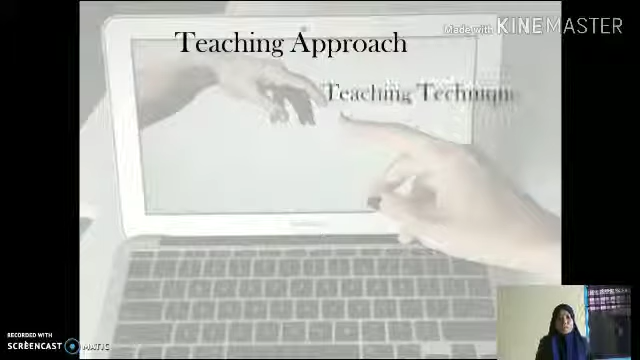 Made with KINEMASTER
Teaching Approach
Teaching Technique
RECORDED WITH
SCREENCAST MATIC